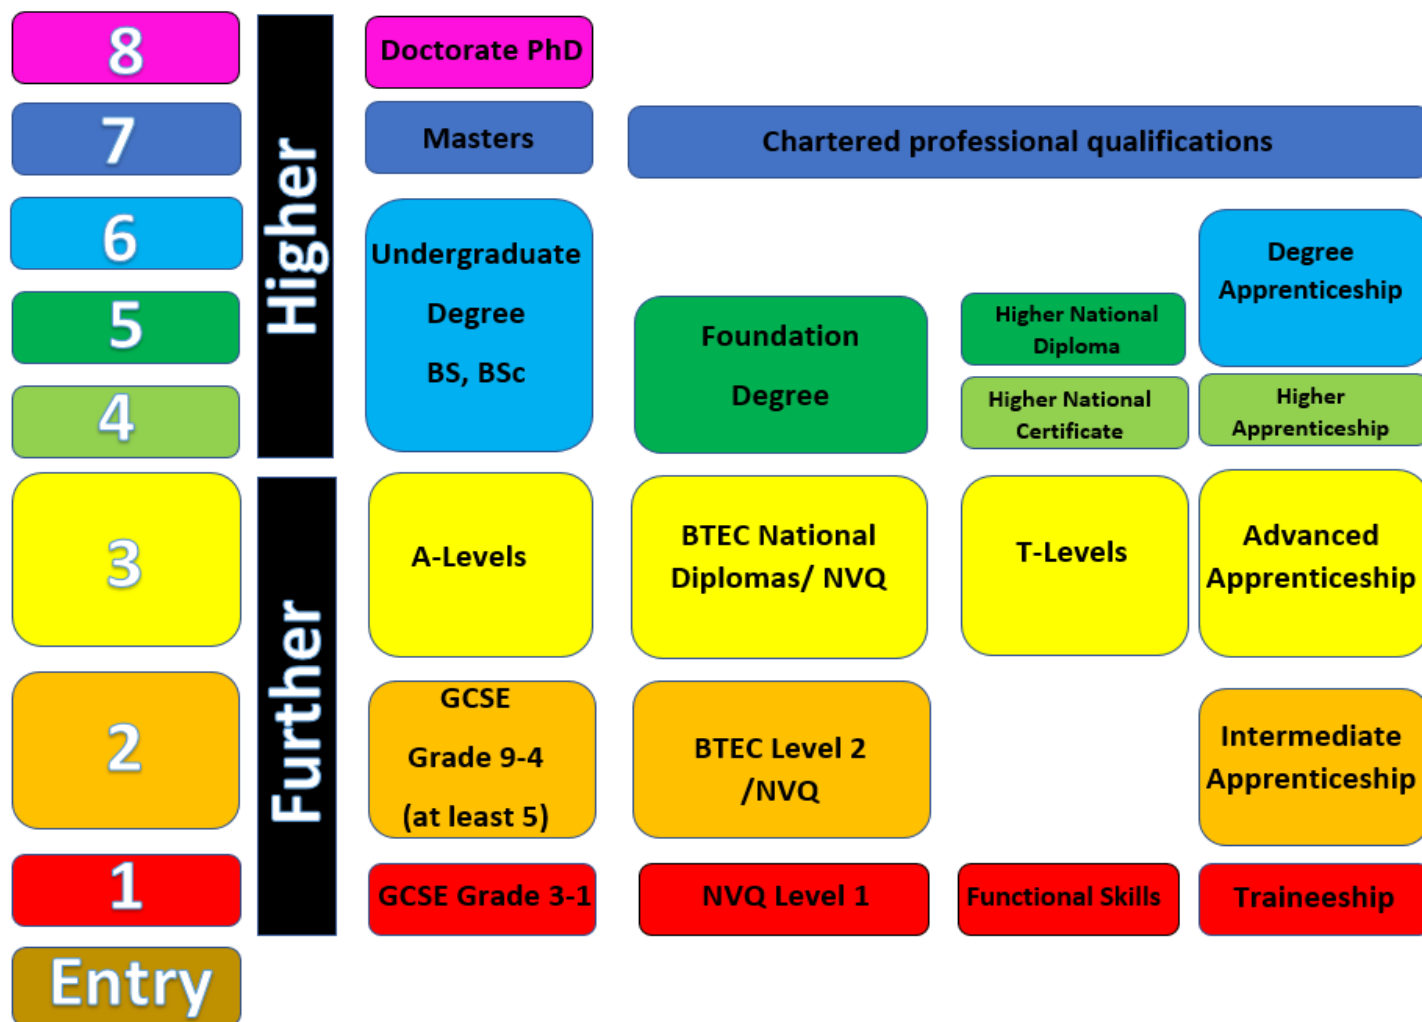 8
Higher
Doctorate PhD
7
Masters
Chartered professional qualifications
6
Undergraduate
Degree
BS, BSc
Degree
Apprenticeship
5
Foundation
Degree
Higher National
Diploma
4
Higher National
Certificate
Higher
Apprenticeship
3
Further
A-Levels
BTEC National
Diplomas/ NVQ
T-Levels
Advanced
Apprenticeship
2
GCSE
Grade 9-4
(at least 5)
BTEC Level 2
/NVQ
Intermediate
Apprenticeship
1
GCSE Grade 3-1
NVQ Level 1
Functional Skills
Traineeship
Entry